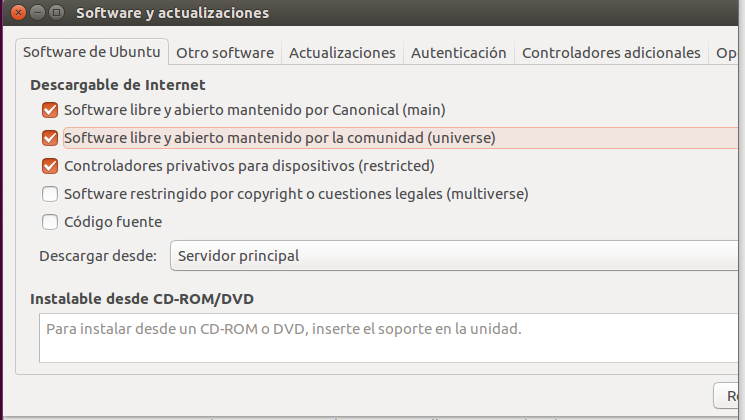 Software y actualizaciones
Software de Ubuntu Otro software Actualizaciones Autenticación Controladores adicionales
Descargable de Internet
Software libre y abierto mantenido por Canonical (main)
Software libre y abierto mantenido por la comunidad (universe)
Controladores privativos para dispositivos (restricted)
Software restringido por copyright o cuestiones legales (multiverse)
Código fuente
Descargar desde: Servidor principal
Instalable desde CD-ROM/DVD
Para instalar desde un CD-ROM o DVD, inserte el soporte en la unidad.